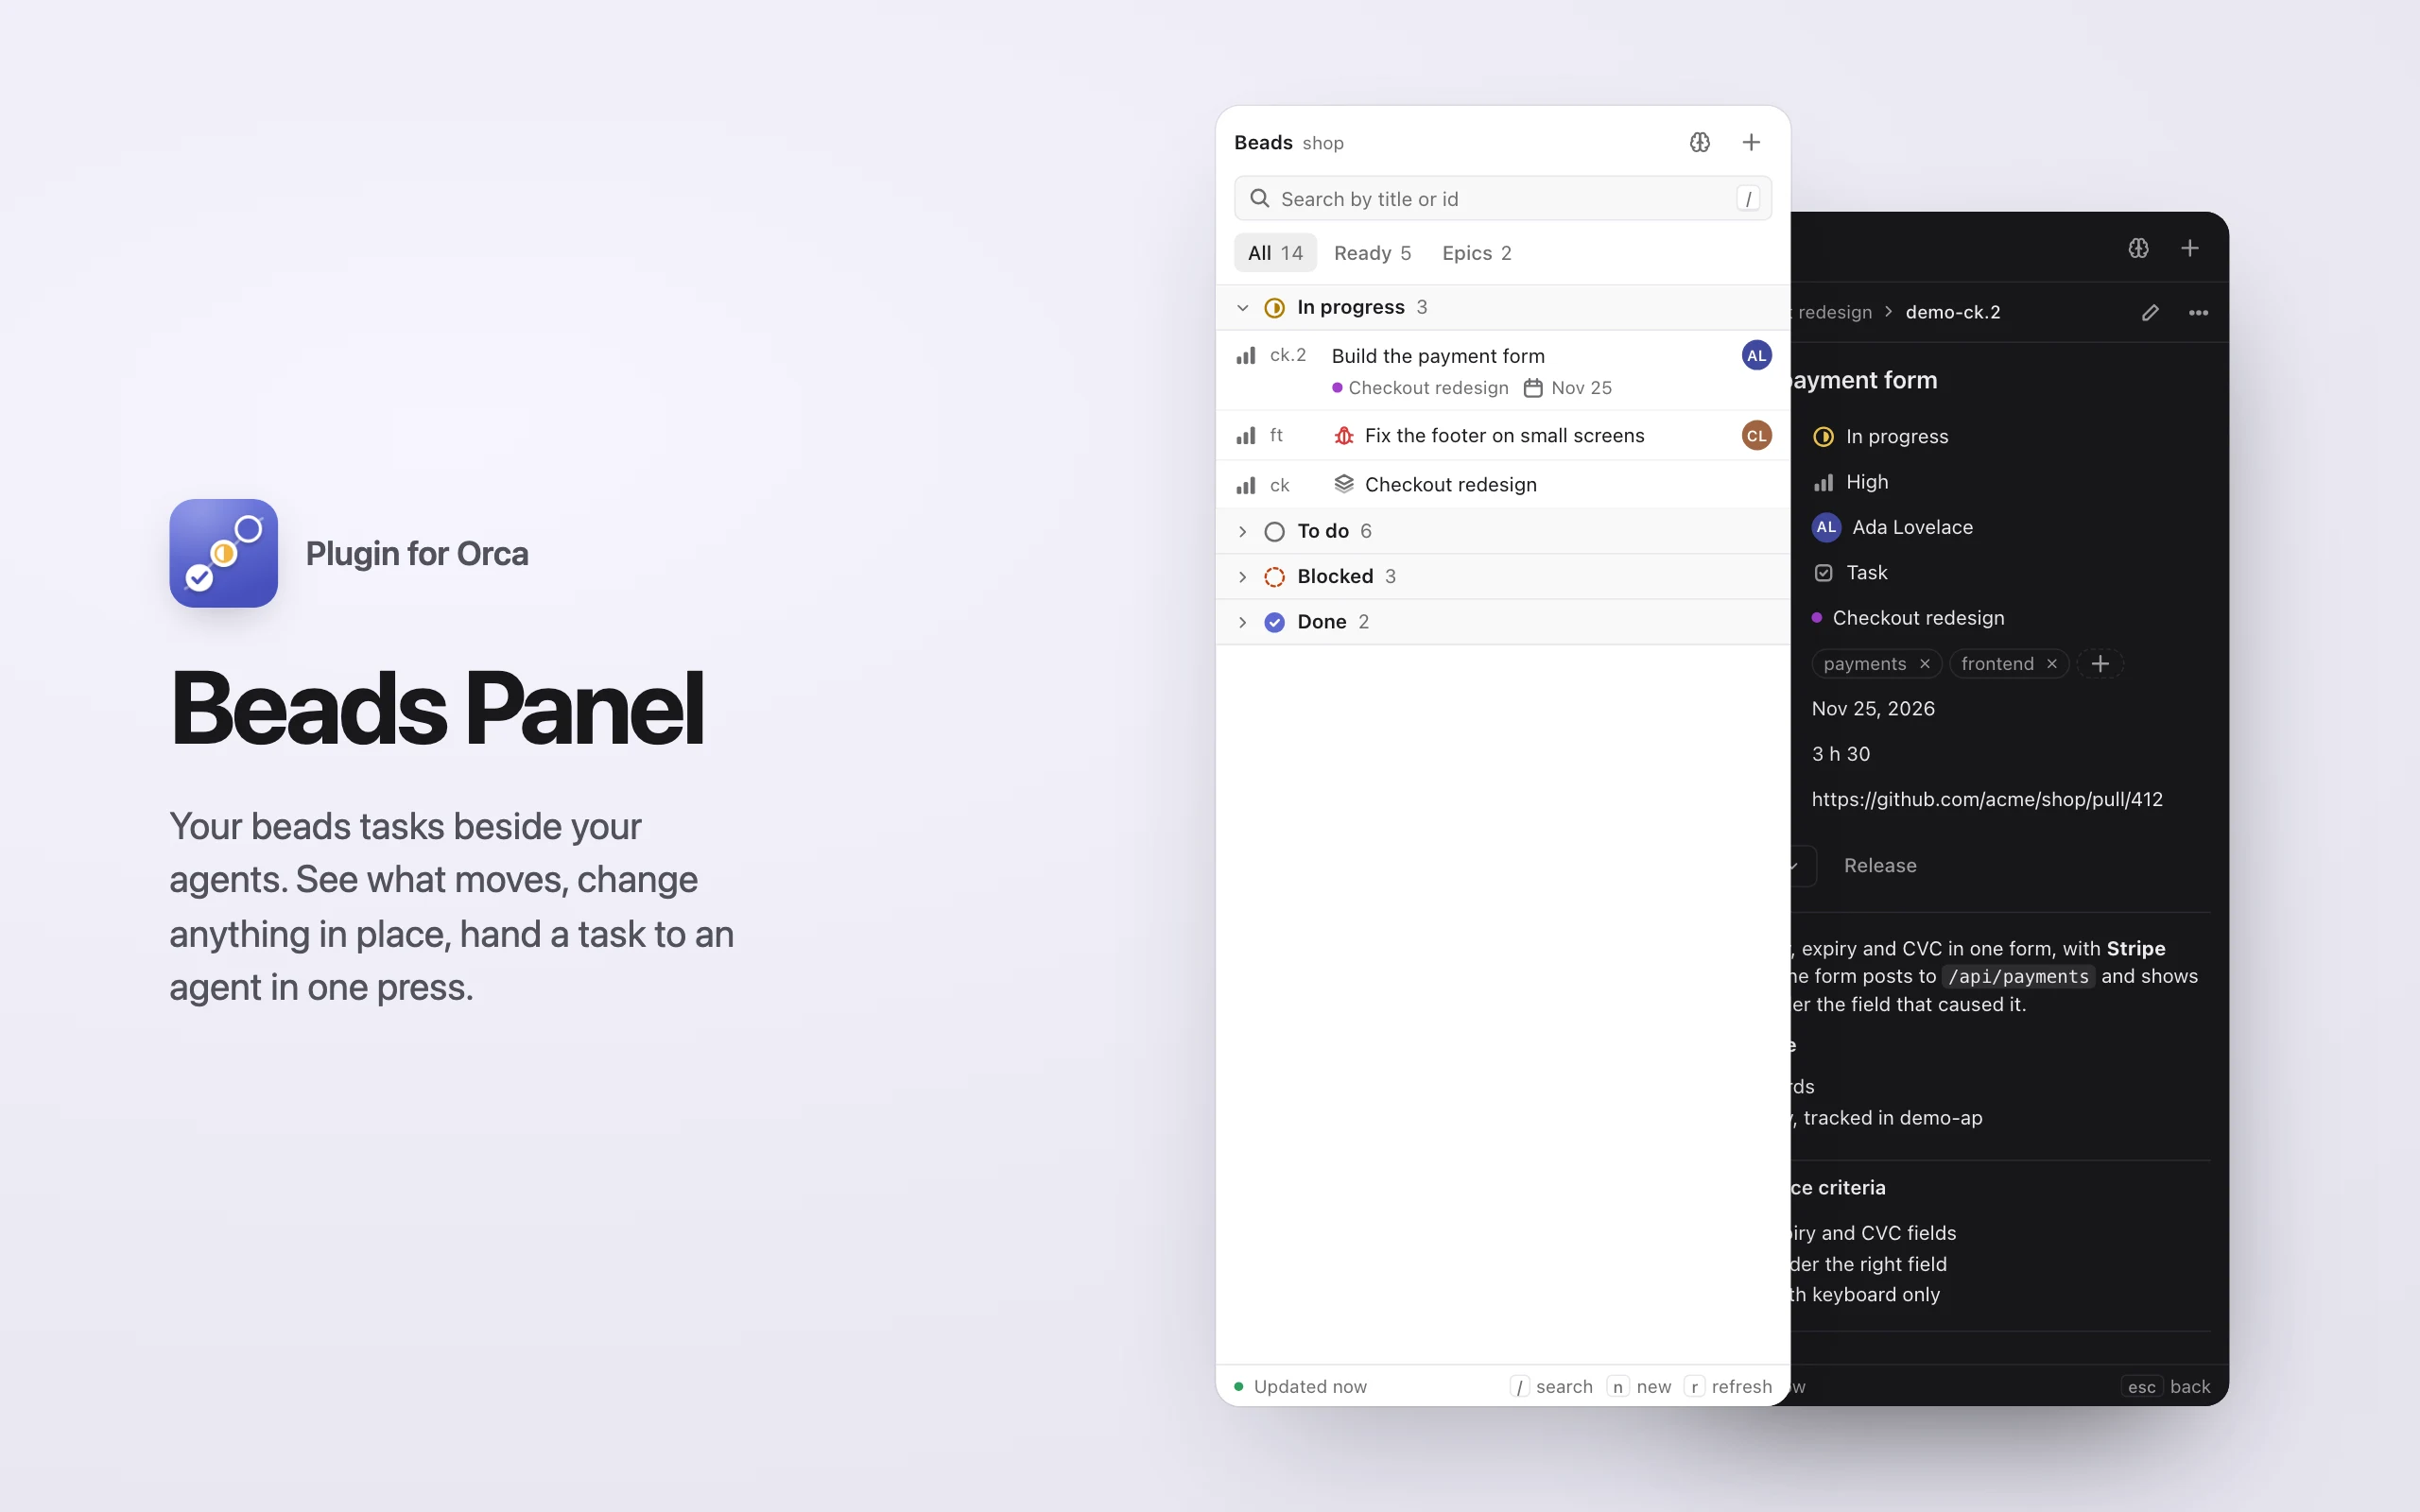 Plugin for Orca
Beads Panel
Your beads tasks beside your
agents. See what moves, change
anything in place, hand a task to an
agent in one press.
Beads shop
Search by title or id /
All 14 Ready 5 Epics 2
In progress 3
ck.2 Build the payment form AL
Checkout redesign Nov 25
ft Fix the footer on small screens CL
ck Checkout redesign
To do 6
Blocked 3
Done 2
Updated now / search n new r refresh
redesign > demo-ck.2
payment form
In progress
High
AL Ada Lovelace
Task
Checkout redesign
payments × frontend × +
Nov 25, 2026
3 h 30
https://github.com/acme/shop/pull/412
Release
, expiry and CVC in one form, with Stripe
form posts to /api/payments and shows
the field that caused it.
, tracked in demo-ap
criteria
and CVC fields
the right field
keyboard only
esc back